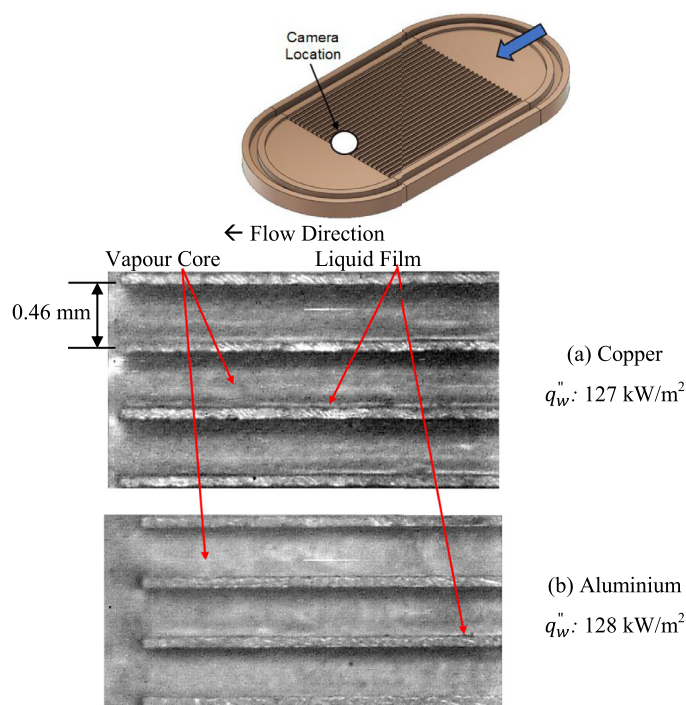 Camera
Location
← Flow Direction
Vapour Core
Liquid Film
0.46 mm
(a) Copper
q"w: 127 kW/m²
(b) Aluminium
q"w: 128 kW/m²